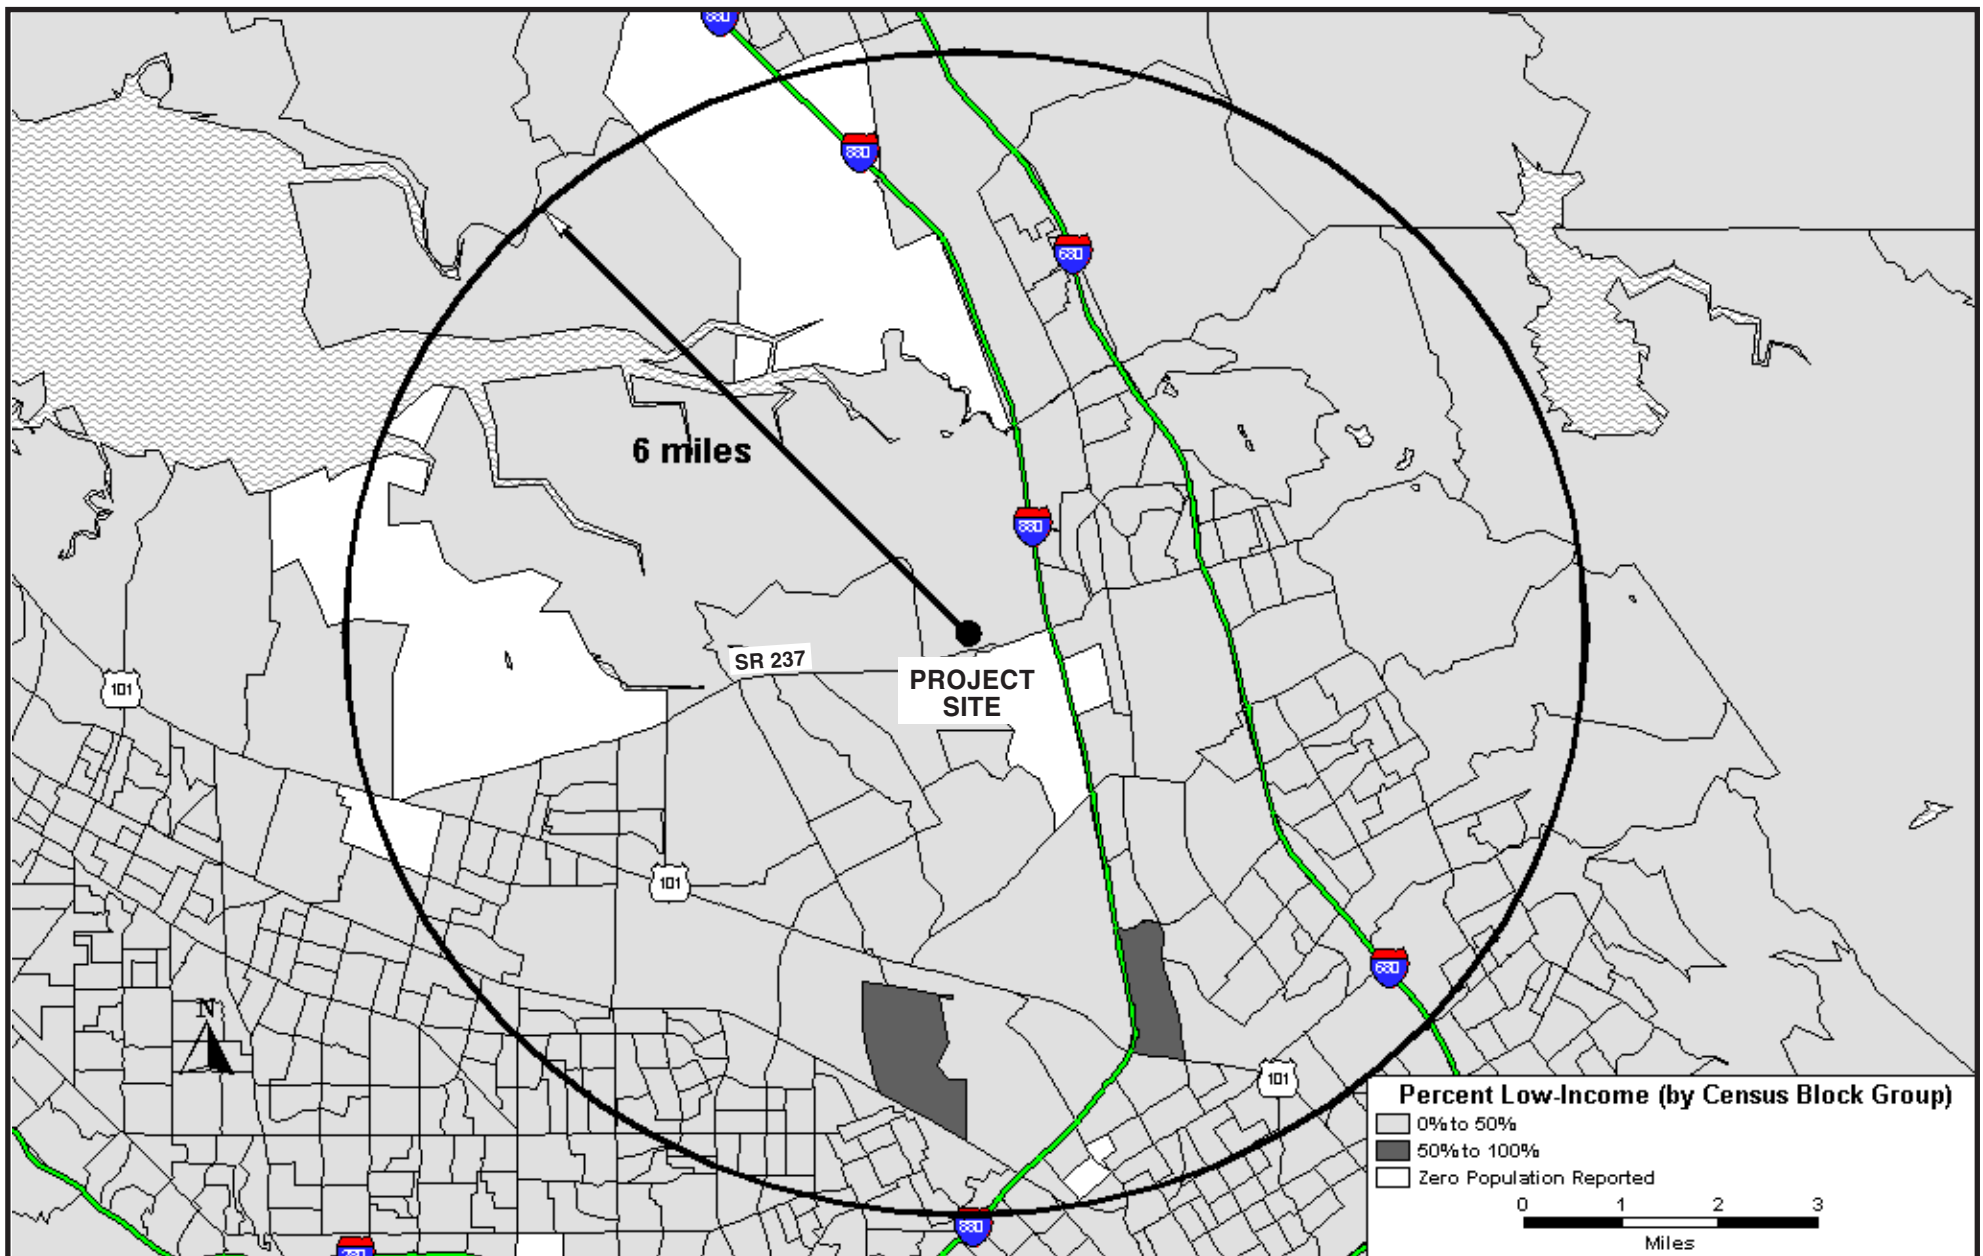 880
880
680
6 miles
880
SR 237
PROJECT
SITE
101
101
680
N
101
Percent Low-Income (by Census Block Group)
0% to 50%
50% to 100%
Zero Population Reported
0 1 2 3
Miles
880